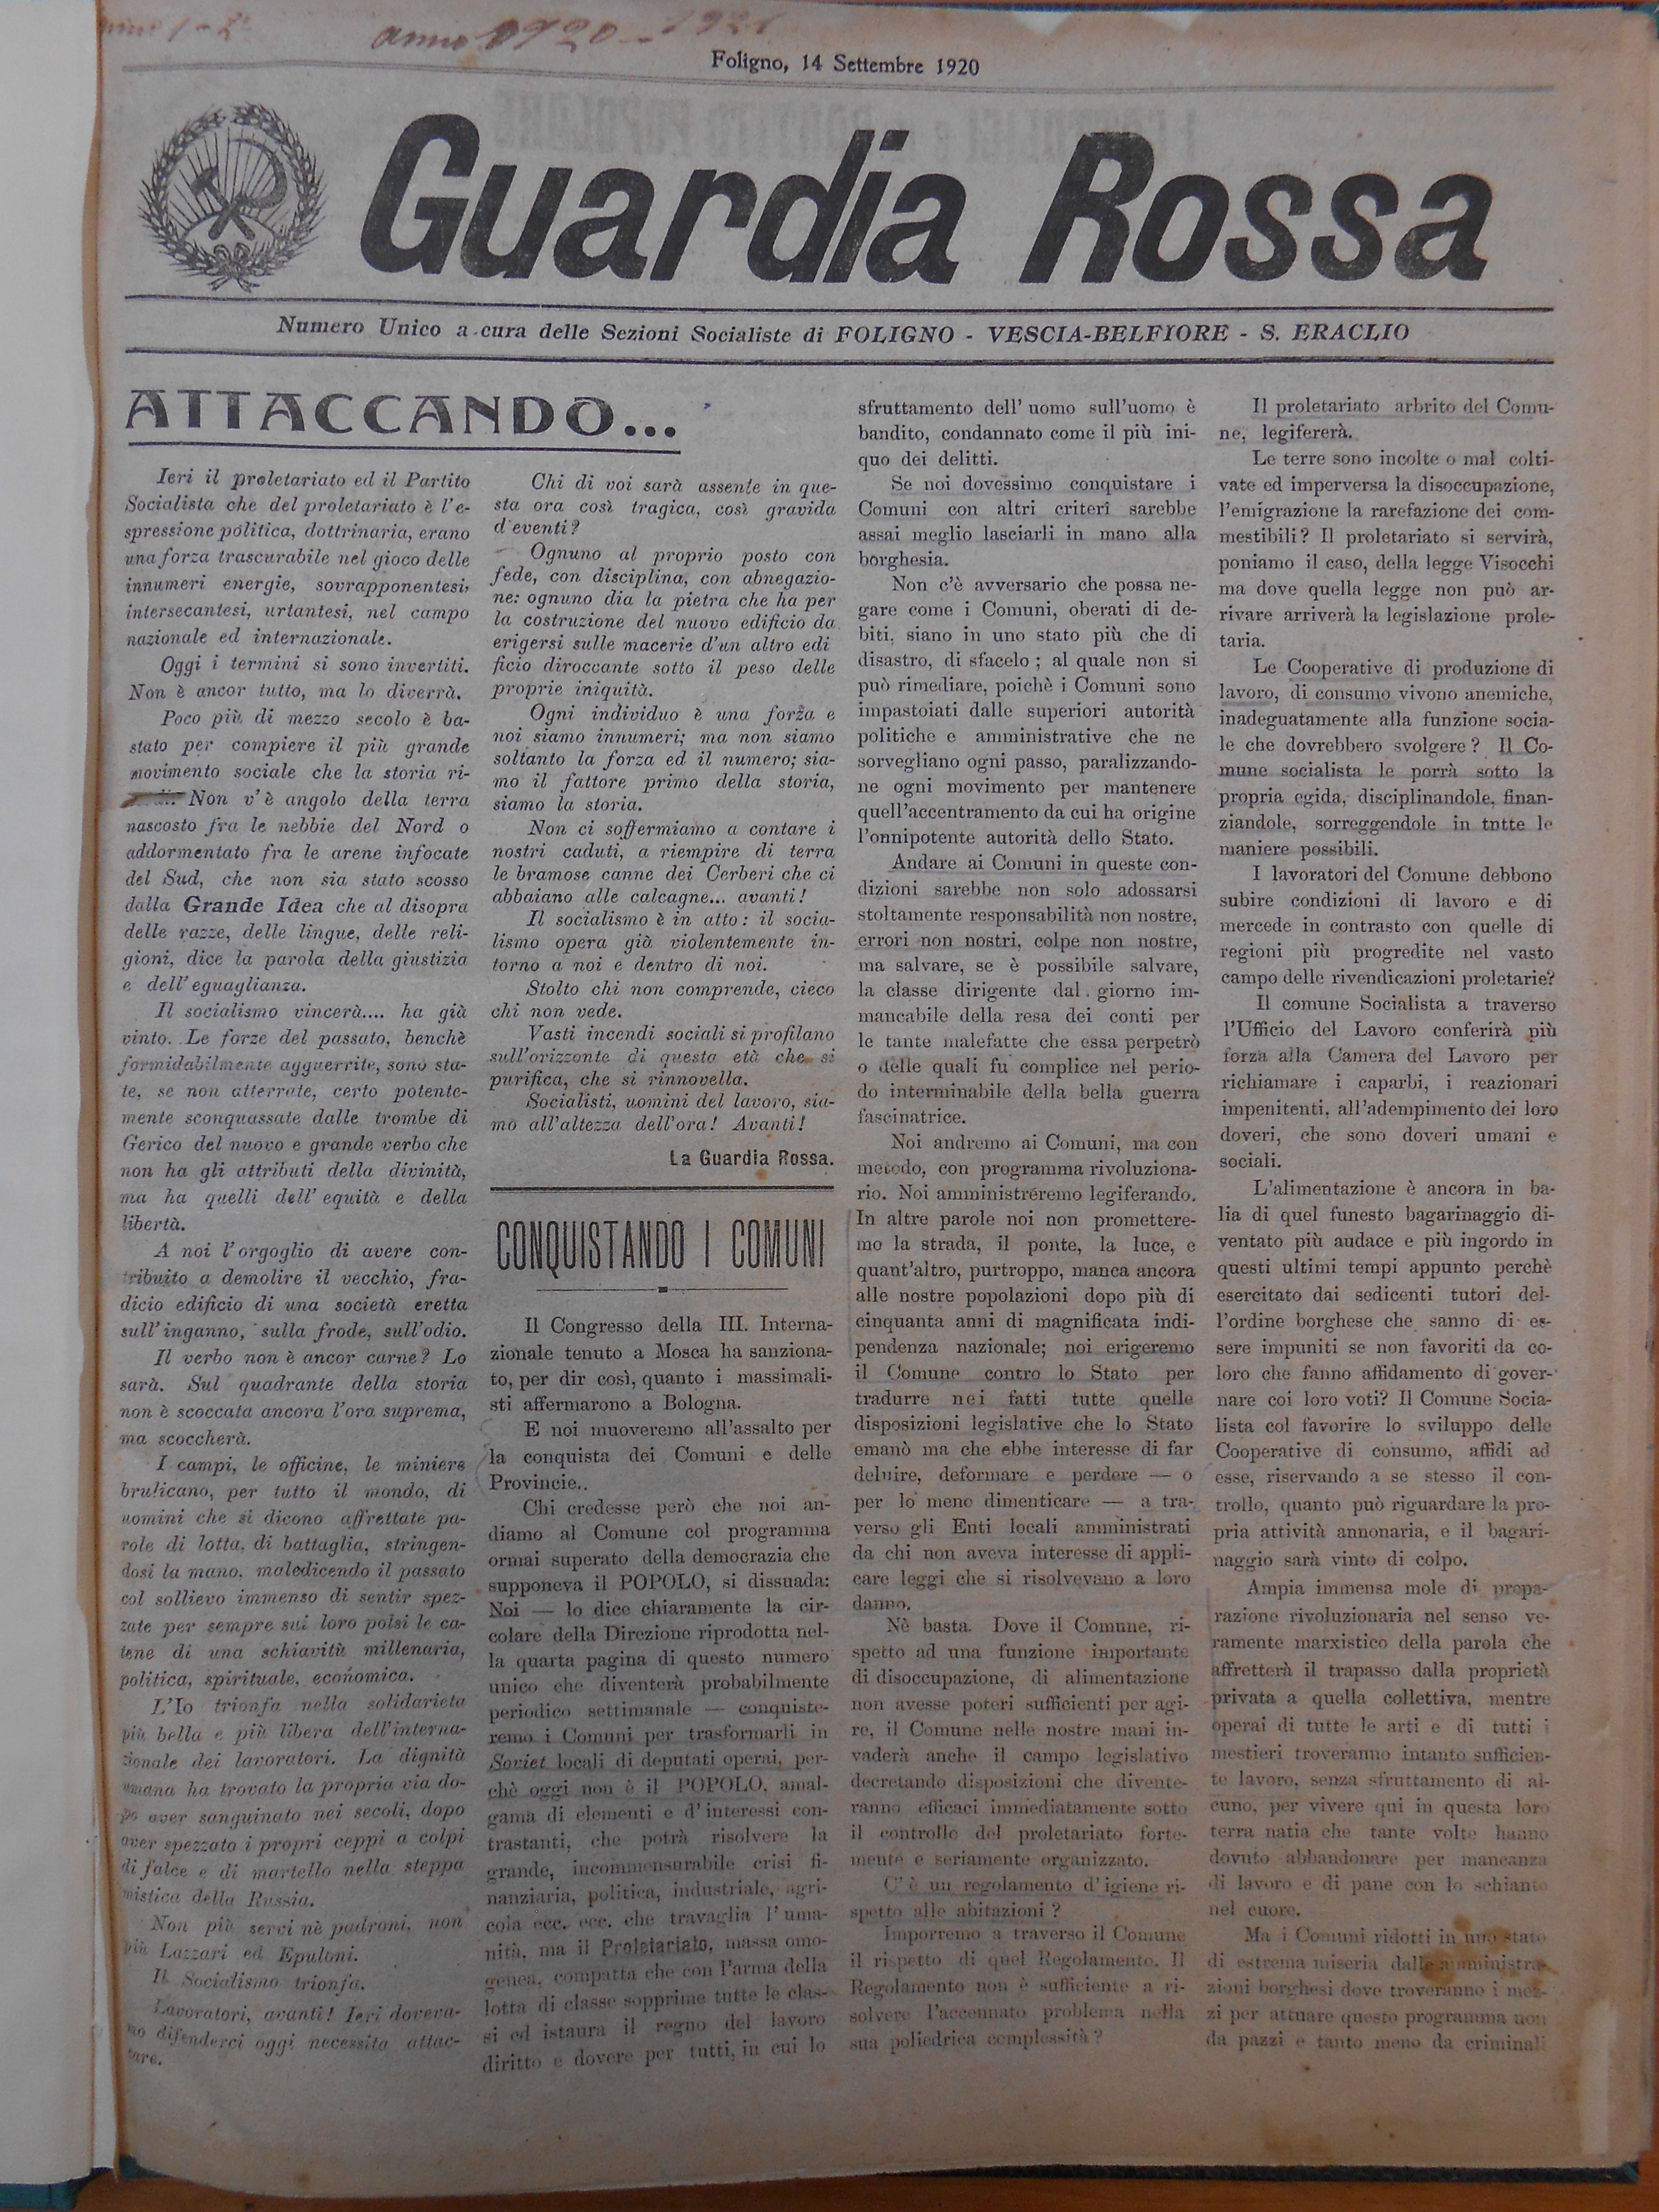 anno 1920 - 1921
Foligno, 14 Settembre 1920
Guardia Rossa
Numero Unico a cura delle Sezioni Socialiste di FOLIGNO - VESCIA-BELFIORE - S. ERACLIO
ATTACCANDO...
Ieri il proletariato ed il Partito
Socialista che del proletariato è l'e-
spressione politica, dottrinaria, erano
una forza trascurabile nel gioco delle
innumeri energie, sovrapponentesi,
intersecantesi, urtantesi, nel campo
nazionale ed internazionale.
Oggi i termini si sono invertiti.
Non è ancor tutto, ma lo diverrà.
Poco più di mezzo secolo è ba-
stato per compiere il più grande
movimento sociale che la storia ri-
Non v'è angolo della terra
nascosto fra le nebbie del Nord o
addormentato fra le arene infocate
del Sud, che non sia stato scosso
dalla Grande Idea che al disopra
delle razze, delle lingue, delle reli-
gioni, dice la parola della giustizia
e dell'eguaglianza.
Il socialismo vincerà.... ha già
vinto. Le forze del passato, benchè
formidabilmente agguerrite, sono sta-
te, se non atterrate, certo potente-
mente sconquassate dalle trombe di
Gerico del nuovo e grande verbo che
non ha gli attributi della divinità,
ma ha quelli dell'equità e della
libertà.
A noi l'orgoglio di avere con-
tribuito a demolire il vecchio, fra-
dicio edificio di una società eretta
sull'inganno, sulla frode, sull'odio.
Il verbo non è ancor carne? Lo
sarà. Sul quadrante della storia
non è scoccata ancora l'ora suprema,
ma scoccherà.
I campi, le officine, le miniere
brulicano, per tutto il mondo, di
uomini che si dicono affrettate pa-
role di lotta, di battaglia, stringen-
dosi la mano, maledicendo il passato
col sollievo immenso di sentir spez-
zate per sempre sui loro polsi le ca-
tene di una schiavitù millenaria,
politica, spirituale, economica.
L'Io trionfa nella solidarietà
più bella e più libera dell'interna-
zionale dei lavoratori. La dignità
umana ha trovato la propria via do-
po aver sanguinato nei secoli, dopo
aver spezzato i propri ceppi a colpi
di falce e di martello nella steppa
mistica della Russia.
Non più servi nè padroni, non
più Lazzari ed Epuloni.
Il Socialismo trionfa.
Lavoratori, avanti! Ieri doveva-
mo difenderci oggi necessita attac-
care.
Chi di voi sarà assente in que-
sta ora così tragica, così gravida
d'eventi?
Ognuno al proprio posto con
fede, con disciplina, con abnegazio-
ne: ognuno dia la pietra che ha per
la costruzione del nuovo edificio da
erigersi sulle macerie d'un altro edi
ficio diroccante sotto il peso delle
proprie iniquità.
Ogni individuo è una forza e
noi siamo innumeri; ma non siamo
soltanto la forza ed il numero; sia-
mo il fattore primo della storia,
siamo la storia.
Non ci soffermiamo a contare i
nostri caduti, a riempire di terra
le bramose canne dei Cerberi che ci
abbaiano alle calcagne... avanti!
Il socialismo è in atto: il socia-
lismo opera già violentemente in-
torno a noi e dentro di noi.
Stolto chi non comprende, cieco
chi non vede.
Vasti incendi sociali si profilano
sull'orizzonte di questa età che si
purifica, che si rinnovella.
Socialisti, uomini del lavoro, sia-
mo all'altezza dell'ora! Avanti!
La Guardia Rossa.
CONQUISTANDO I COMUNI
Il Congresso della III. Interna-
zionale tenuto a Mosca ha sanziona-
to, per dir così, quanto i massimali-
sti affermarono a Bologna.
E noi muoveremo all'assalto per
la conquista dei Comuni e delle
Provincie..
Chi credesse però che noi an-
diamo al Comune col programma
ormai superato della democrazia che
supponeva il POPOLO, si dissuada:
Noi — lo dice chiaramente la cir-
colare della Direzione riprodotta nel-
la quarta pagina di questo numero
unico che diventerà probabilmente
periodico settimanale — conquiste-
remo i Comuni per trasformarli in
Soviet locali di deputati operai, per-
chè oggi non è il POPOLO, amal-
gama di elementi e d'interessi con-
trastanti, che potrà risolvere la
grande, incommensurabile crisi fi-
nanziaria, politica, industriale, agri-
cola ecc. ecc. che travaglia l'uma-
nità, ma il Proletariato, massa omo-
genea, compatta che con l'arma della
lotta di classe sopprime tutte le clas-
si ed istaura il regno del lavoro
diritto e dovere per tutti, in cui lo
sfruttamento dell'uomo sull'uomo è
bandito, condannato come il più ini-
quo dei delitti.
Se noi dovessimo conquistare i
Comuni con altri criteri sarebbe
assai meglio lasciarli in mano alla
borghesia.
Non c'è avversario che possa ne-
gare come i Comuni, oberati di de-
biti, siano in uno stato più che di
disastro, di sfacelo; al quale non si
può rimediare, poichè i Comuni sono
impastoiati dalle superiori autorità
politiche e amministrative che ne
sorvegliano ogni passo, paralizzando-
ne ogni movimento per mantenere
quell'accentramento da cui ha origine
l'onnipotente autorità dello Stato.
Andare ai Comuni in queste con-
dizioni sarebbe non solo adossarsi
stoltamente responsabilità non nostre,
errori non nostri, colpe non nostre,
ma salvare, se è possibile salvare,
la classe dirigente dal giorno im-
mancabile della resa dei conti per
le tante malefatte che essa perpetrò
o delle quali fu complice nel perio-
do interminabile della bella guerra
fascinatrice.
Noi andremo ai Comuni, ma con
metodo, con programma rivoluziona-
rio. Noi amministreremo legiferando.
In altre parole noi non promettere-
mo la strada, il ponte, la luce, e
quant'altro, purtroppo, manca ancora
alle nostre popolazioni dopo più di
cinquanta anni di magnificata indi-
pendenza nazionale; noi erigeremo
il Comune contro lo Stato per
tradurre nei fatti tutte quelle
disposizioni legislative che lo Stato
emanò ma che ebbe interesse di far
deluire, deformare e perdere — o
per lo meno dimenticare — a tra-
verso gli Enti locali amministrati
da chi non aveva interesse di appli-
care leggi che si risolvevano a loro
danno.
Nè basta. Dove il Comune, ri-
spetto ad una funzione importante
di disoccupazione, di alimentazione
non avesse poteri sufficienti per agi-
re, il Comune nelle nostre mani in-
vaderà anche il campo legislativo
decretando disposizioni che divente-
ranno efficaci immediatamente sotto
il controllo del proletariato forte-
mente e seriamente organizzato.
C'è un regolamento d'igiene ri-
spetto alle abitazioni?
Imporremo a traverso il Comune
il rispetto di quel Regolamento. Il
Regolamento non è sufficiente a ri-
solvere l'accennato problema nella
sua poliedrica complessità?
Il proletariato arbrito del Comu-
ne, legifererà.
Le terre sono incolte o mal colti-
vate ed imperversa la disoccupazione,
l'emigrazione la rarefazione dei com-
mestibili? Il proletariato si servirà,
poniamo il caso, della legge Visocchi
ma dove quella legge non può ar-
rivare arriverà la legislazione prole-
taria.
Le Cooperative di produzione di
lavoro, di consumo vivono anemiche,
inadeguatamente alla funzione socia-
le che dovrebbero svolgere? Il Co-
mune socialista le porrà sotto la
propria egida, disciplinandole, finan-
ziandole, sorreggendole in tntte le
maniere possibili.
I lavoratori del Comune debbono
subire condizioni di lavoro e di
mercede in contrasto con quelle di
regioni più progredite nel vasto
campo delle rivendicazioni proletarie?
Il comune Socialista a traverso
l'Ufficio del Lavoro conferirà più
forza alla Camera del Lavoro per
richiamare i caparbi, i reazionari
impenitenti, all'adempimento dei loro
doveri, che sono doveri umani e
sociali.
L'alimentazione è ancora in ba-
lia di quel funesto bagarinaggio di-
ventato più audace e più ingordo in
questi ultimi tempi appunto perchè
esercitato dai sedicenti tutori del-
l'ordine borghese che sanno di es-
sere impuniti se non favoriti da co-
loro che fanno affidamento di gover-
nare coi loro voti? Il Comune Socia-
lista col favorire lo sviluppo delle
Cooperative di consumo, affidi ad
esse, riservando a se stesso il con-
trollo, quanto può riguardare la pro-
pria attività annonaria, e il bagari-
naggio sarà vinto di colpo.
Ampia immensa mole di prepa-
razione rivoluzionaria nel senso ve-
ramente marxistico della parola che
affretterà il trapasso dalla proprietà
privata a quella collettiva, mentre
operai di tutte le arti e di tutti i
mestieri troveranno intanto sufficien-
te lavoro, senza sfruttamento di al-
cuno, per vivere qui in questa loro
terra natia che tante volte hanno
dovuto abbandonare per mancanza
di lavoro e di pane con lo schianto
nel cuore.
Ma i Comuni ridotti in uno stato
di estrema miseria dalle amministra-
zioni borghesi dove troveranno i mez-
zi per attuare questo programma non
da pazzi e tanto meno da criminali